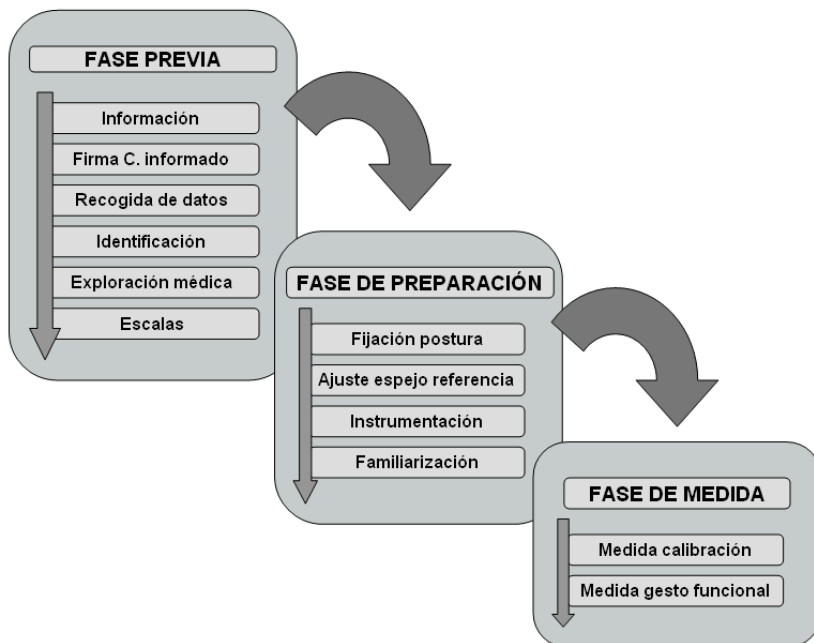 FASE PREVIA
Información
Firma C. informado
Recogida de datos
Identificación
Exploración médica
Escalas
FASE DE PREPARACIÓN
Fijación postura
Ajuste espejo referencia
Instrumentación
Familiarización
FASE DE MEDIDA
Medida calibración
Medida gesto funcional